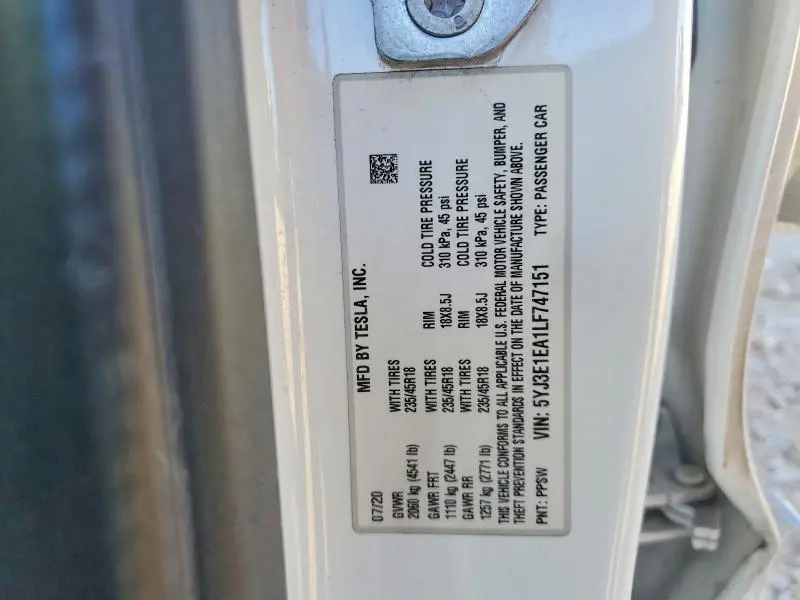 MFD BY TESLA, INC.
07/20
GVWR WITH TIRES RIM COLD TIRE PRESSURE
2060 kg (4541 lb) 235/45R18 18X8.5J 310 kPa, 45 psi
GAWR FRT WITH TIRES RIM COLD TIRE PRESSURE
1110 kg (2447 lb) 235/45R18 18X8.5J 310 kPa, 45 psi
GAWR RR
1257 kg (2771 lb)
THIS VEHICLE CONFORMS TO ALL APPLICABLE U.S. FEDERAL MOTOR VEHICLE SAFETY, BUMPER, AND
THEFT PREVENTION STANDARDS IN EFFECT ON THE DATE OF MANUFACTURE SHOWN ABOVE.
PNT: PPSW VIN: 5YJ3E1EA1LF747151 TYPE: PASSENGER CAR